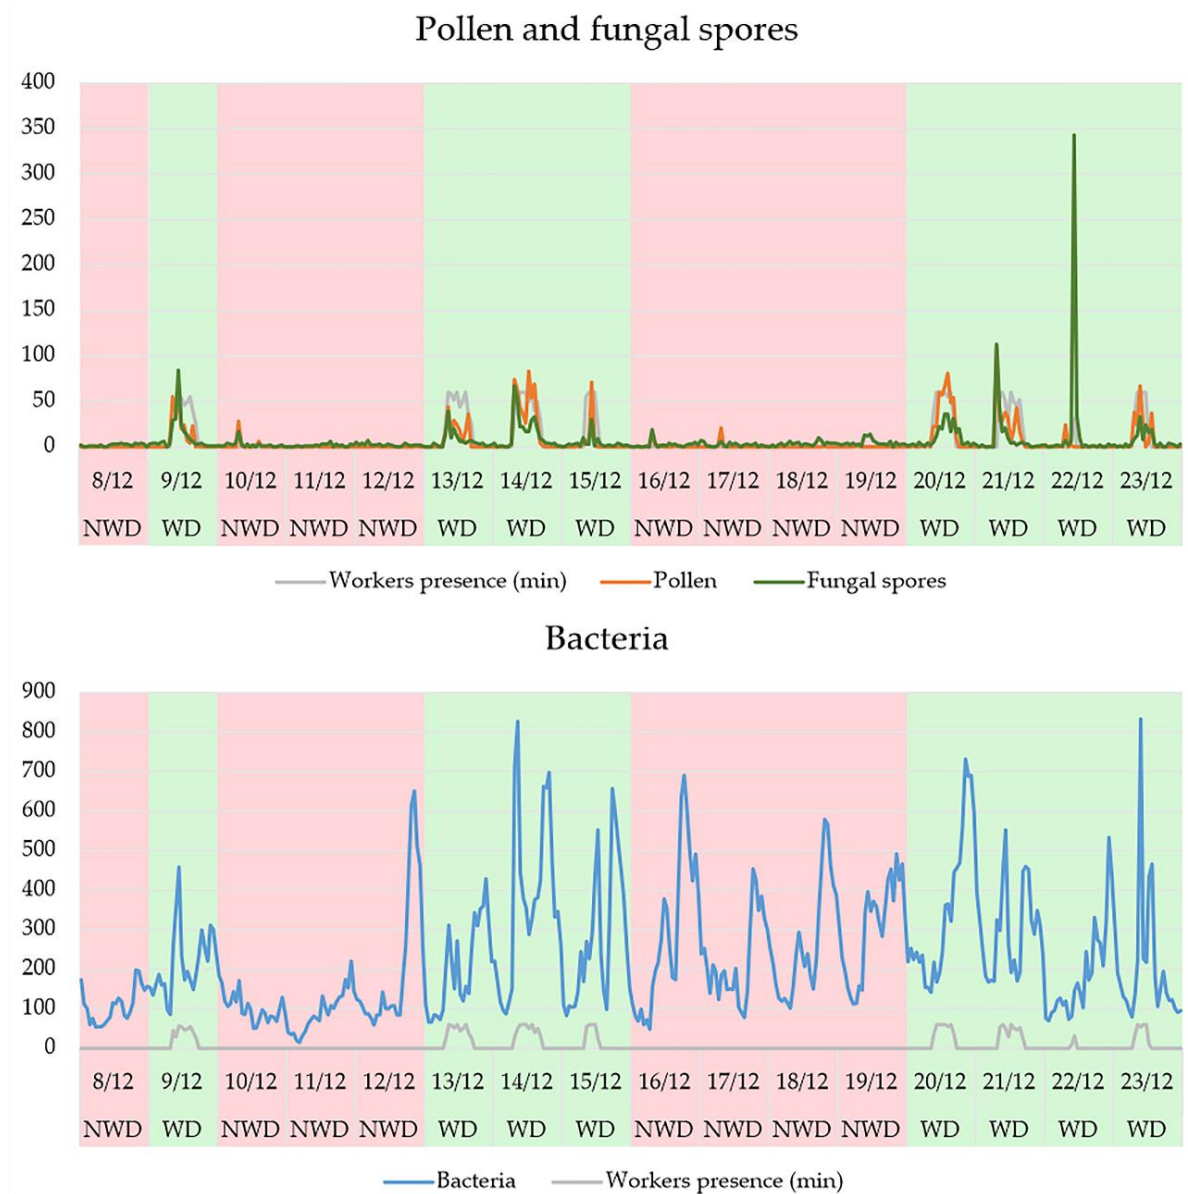 Pollen and fungal spores
400
350
300
250
200
150
100
50
0
8/12 9/12 10/12 11/12 12/12 13/12 14/12 15/12 16/12 17/12 18/12 19/12 20/12 21/12 22/12 23/12
NWD WD NWD NWD NWD WD WD WD NWD NWD NWD NWD WD WD WD WD
Workers presence (min) Pollen Fungal spores
Bacteria
900
800
700
600
500
400
300
200
100
0
8/12 9/12 10/12 11/12 12/12 13/12 14/12 15/12 16/12 17/12 18/12 19/12 20/12 21/12 22/12 23/12
NWD WD NWD NWD NWD WD WD WD NWD NWD NWD NWD WD WD WD WD
Bacteria Workers presence (min)